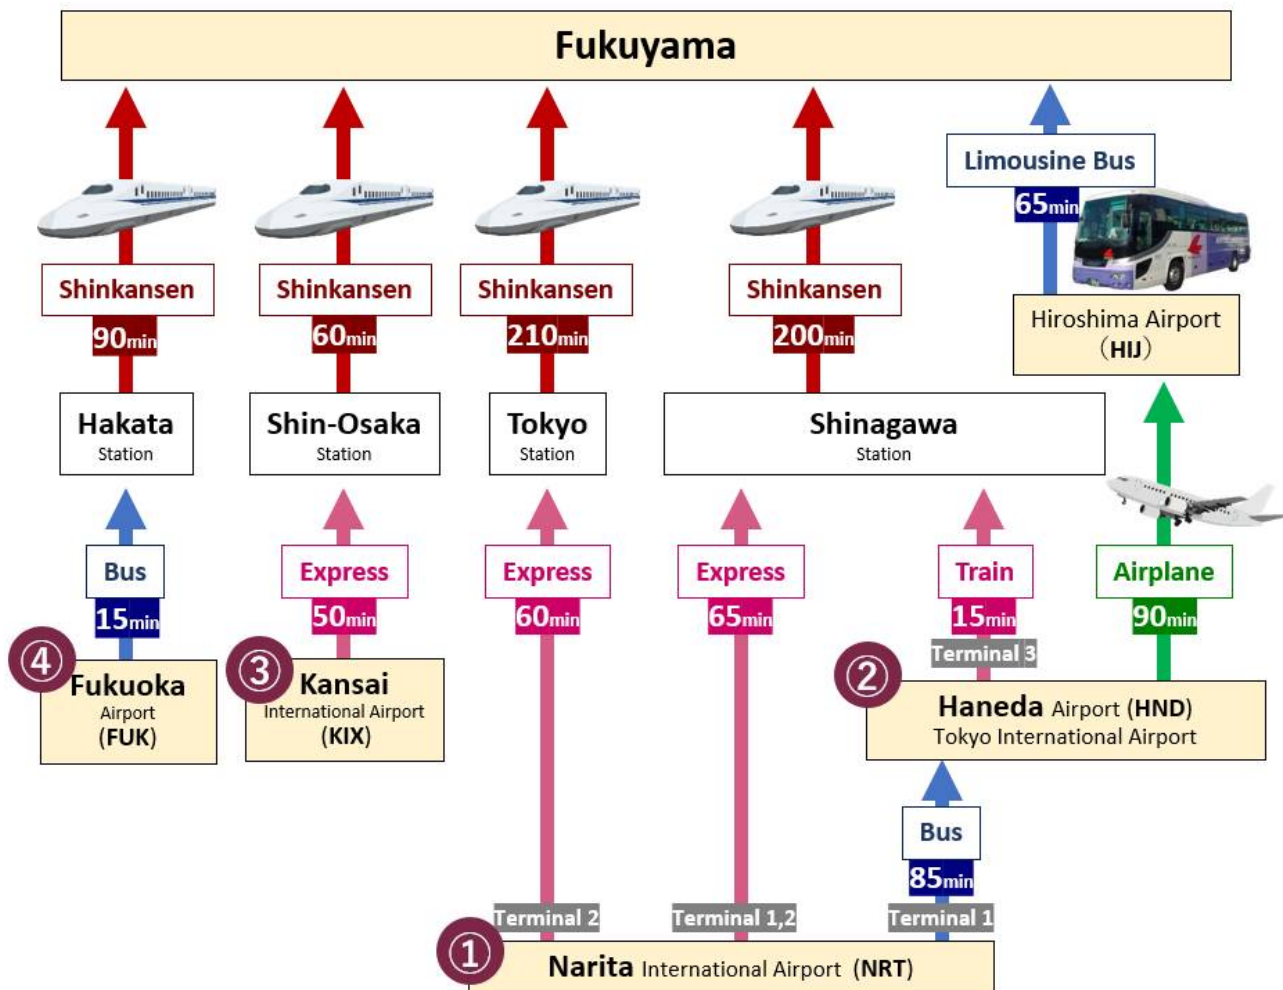 Fukuyama
Limousine Bus
65min
Shinkansen
90min
Shinkansen
60min
Shinkansen
210min
Shinkansen
200min
Hiroshima Airport
（HIJ）
Hakata
Station
Shin-Osaka
Station
Tokyo
Station
Shinagawa
Station
Bus
15min
Express
50min
Express
60min
Express
65min
Train
15min
Terminal 3
Airplane
90min
④
Fukuoka
Airport
(FUK)
③
Kansai
International Airport
(KIX)
②
Haneda Airport (HND)
Tokyo International Airport
Bus
85min
Terminal 2
Terminal 1,2
Terminal 1
①
Narita International Airport (NRT)